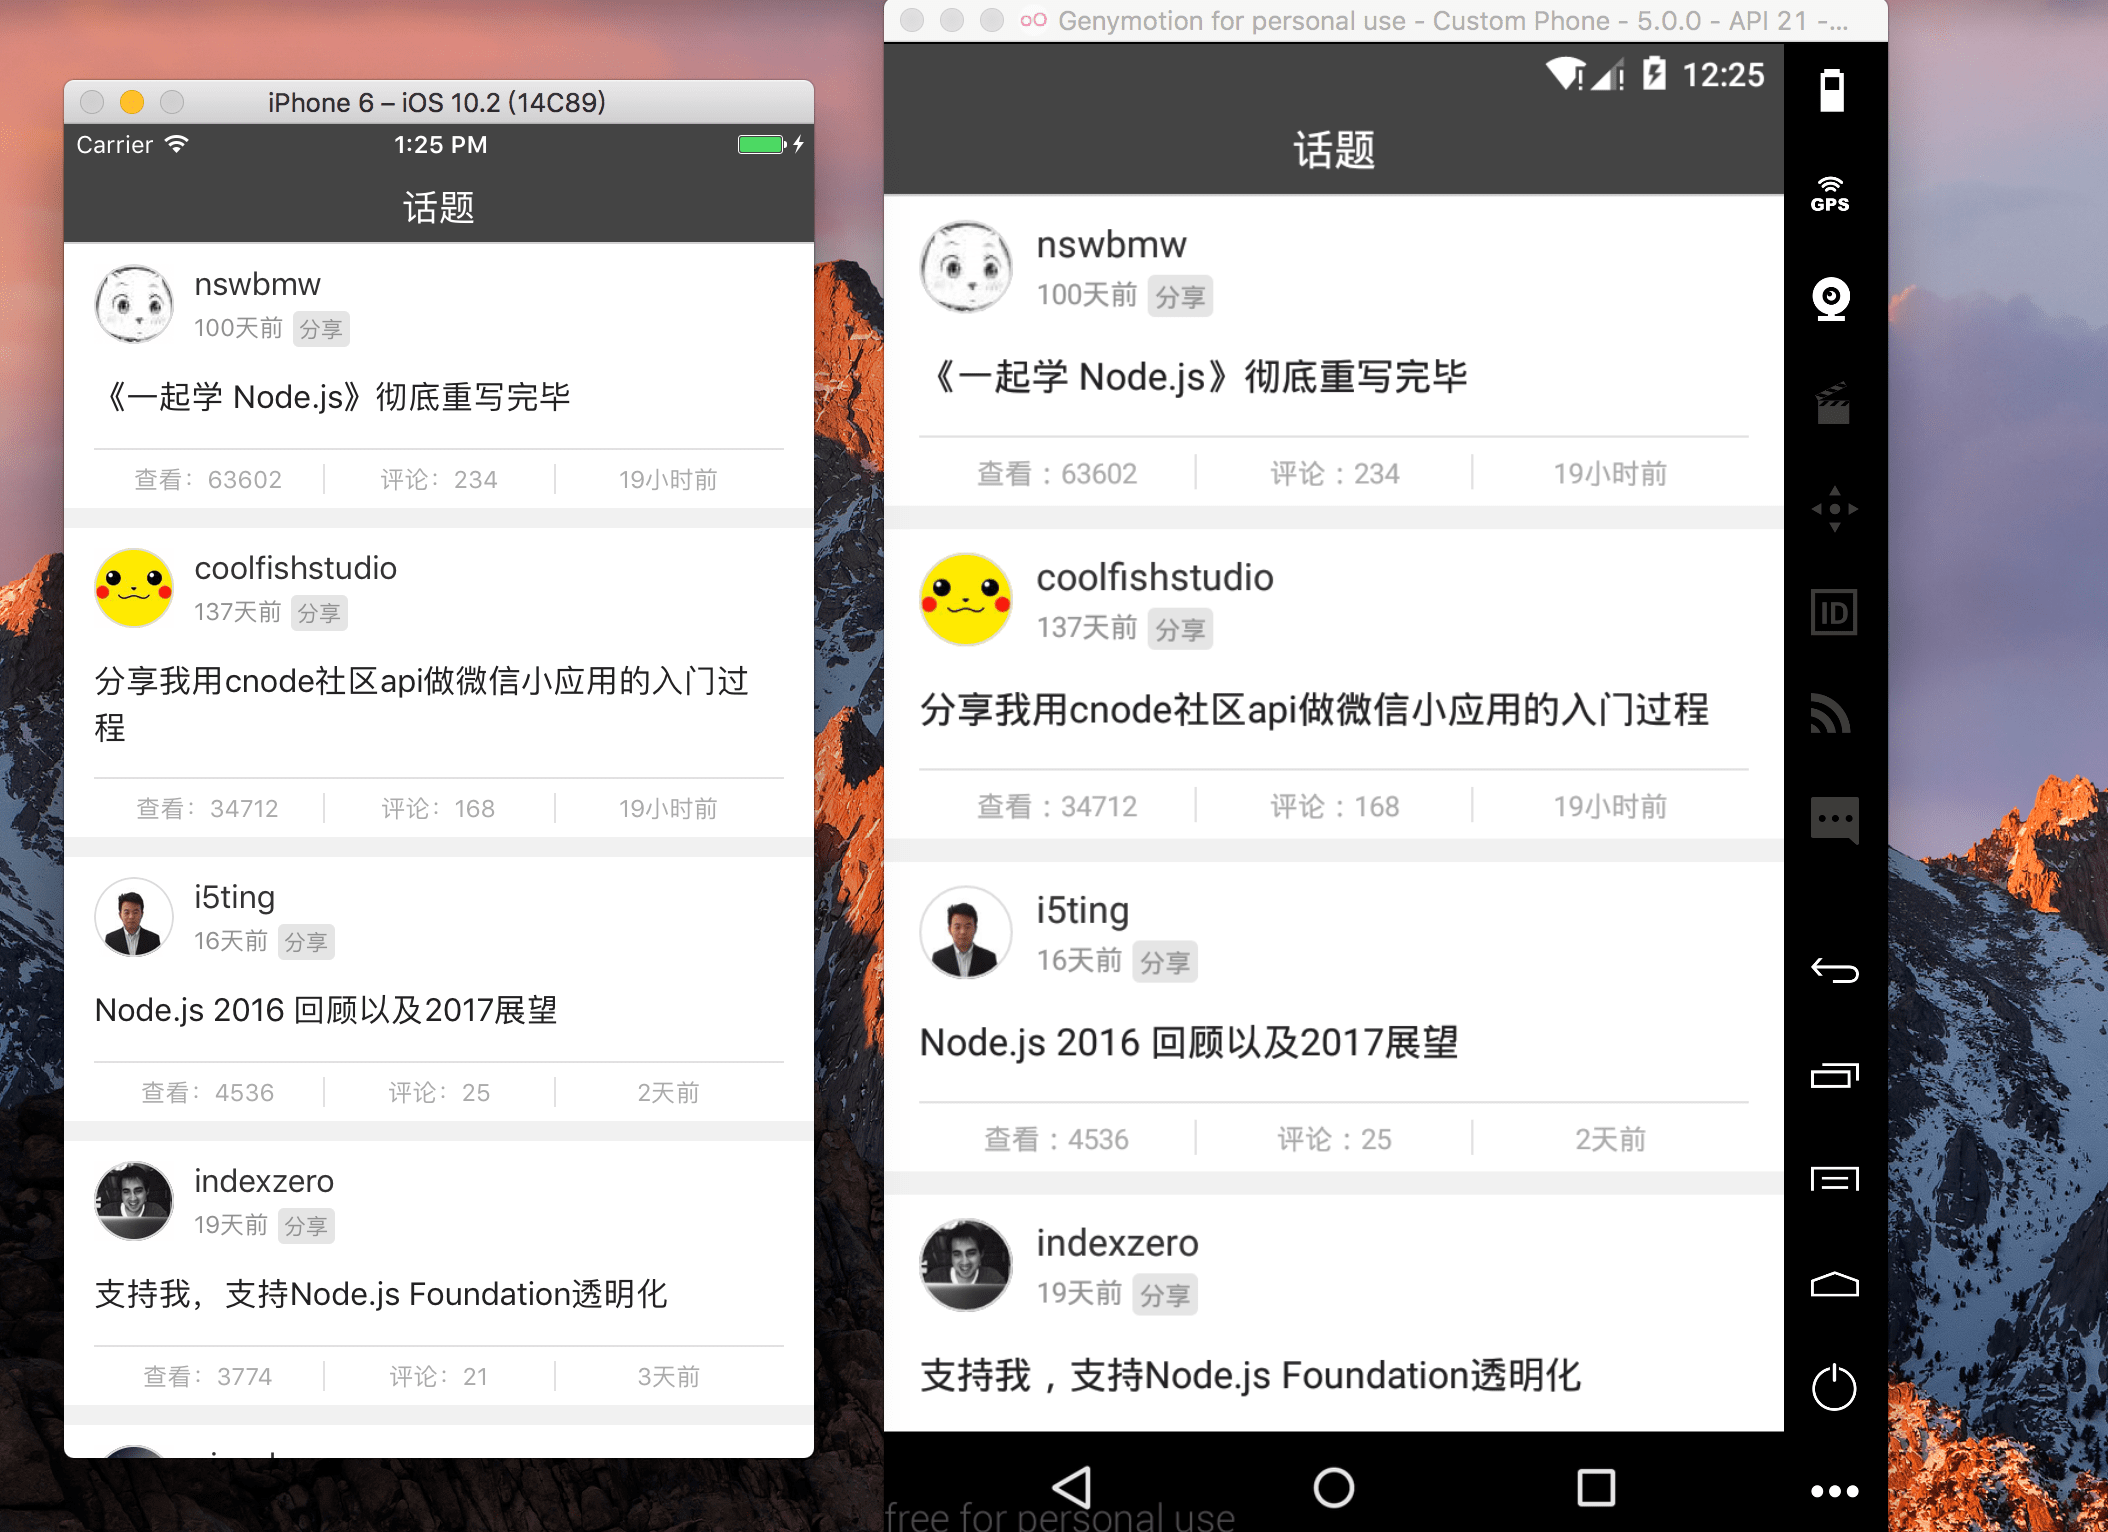 iPhone 6 – iOS 10.2 (14C89)
Carrier
1:25 PM
话题
nswbmw
100天前 分享
《一起学 Node.js》彻底重写完毕
查看：63602
评论：234
19小时前
coolfishstudio
137天前 分享
分享我用cnode社区api做微信小应用的入门过
程
查看：34712
评论：168
19小时前
i5ting
16天前 分享
Node.js 2016 回顾以及2017展望
查看：4536
评论：25
2天前
indexzero
19天前 分享
支持我，支持Node.js Foundation透明化
查看：3774
评论：21
3天前
Genymotion for personal use - Custom Phone - 5.0.0 - API 21 -...
12:25
话题
nswbmw
100天前 分享
《一起学 Node.js》彻底重写完毕
查看：63602
评论：234
19小时前
coolfishstudio
137天前 分享
分享我用cnode社区api做微信小应用的入门过程
查看：34712
评论：168
19小时前
i5ting
16天前 分享
Node.js 2016 回顾以及2017展望
查看：4536
评论：25
2天前
indexzero
19天前 分享
支持我，支持Node.js Foundation透明化
free for personal use
GPS
ID